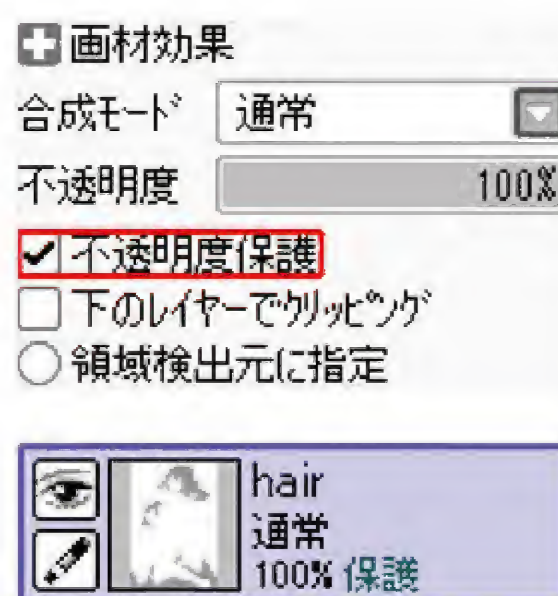 画材効果
合成モード 通常
不透明度 100%
不透明度保護
下のレイヤーでクリッピング
領域検出元に指定
hair
通常
100% 保護